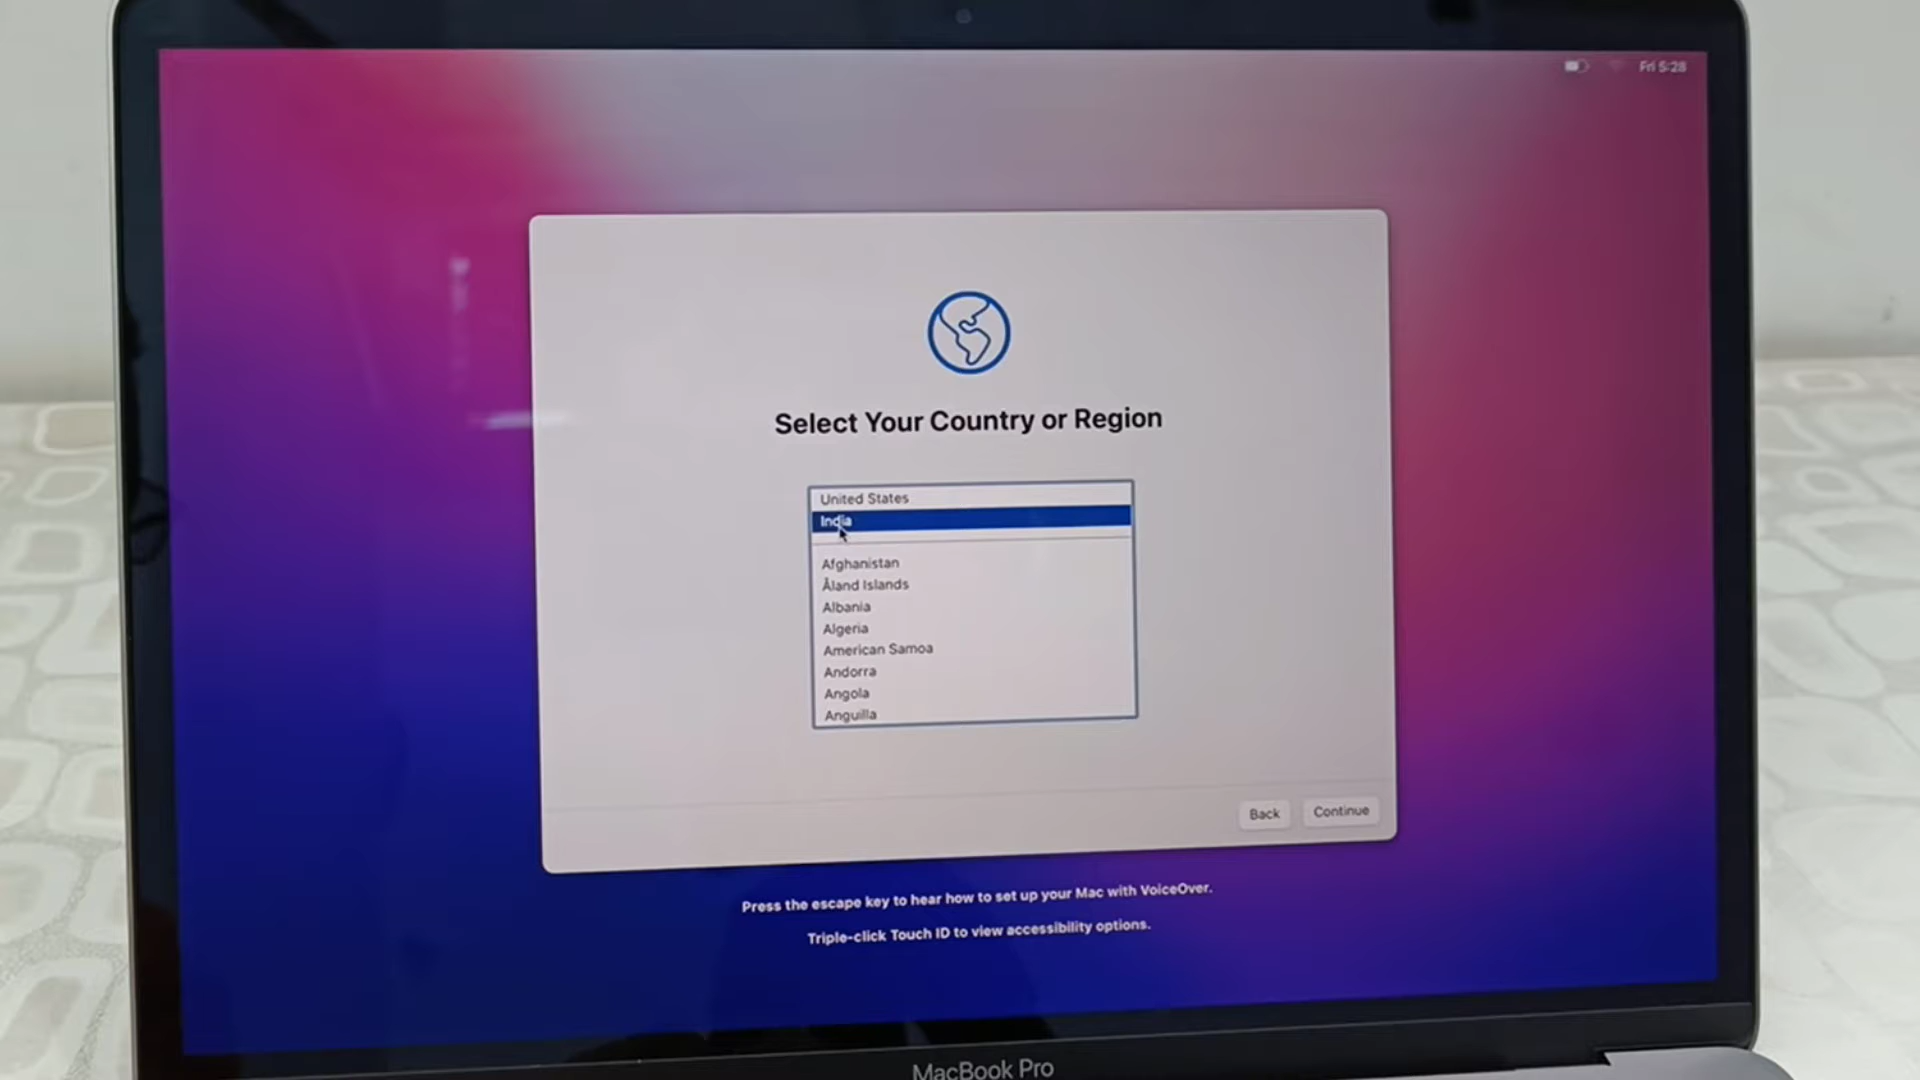 Fri 5:28
Select Your Country or Region
United States
India
Afghanistan
Åland Islands
Albania
Algeria
American Samoa
Andorra
Angola
Anguilla
Back
Continue
Press the escape key to hear how to set up your Mac with VoiceOver.
Triple-click Touch ID to view accessibility options.
MacBook Pro